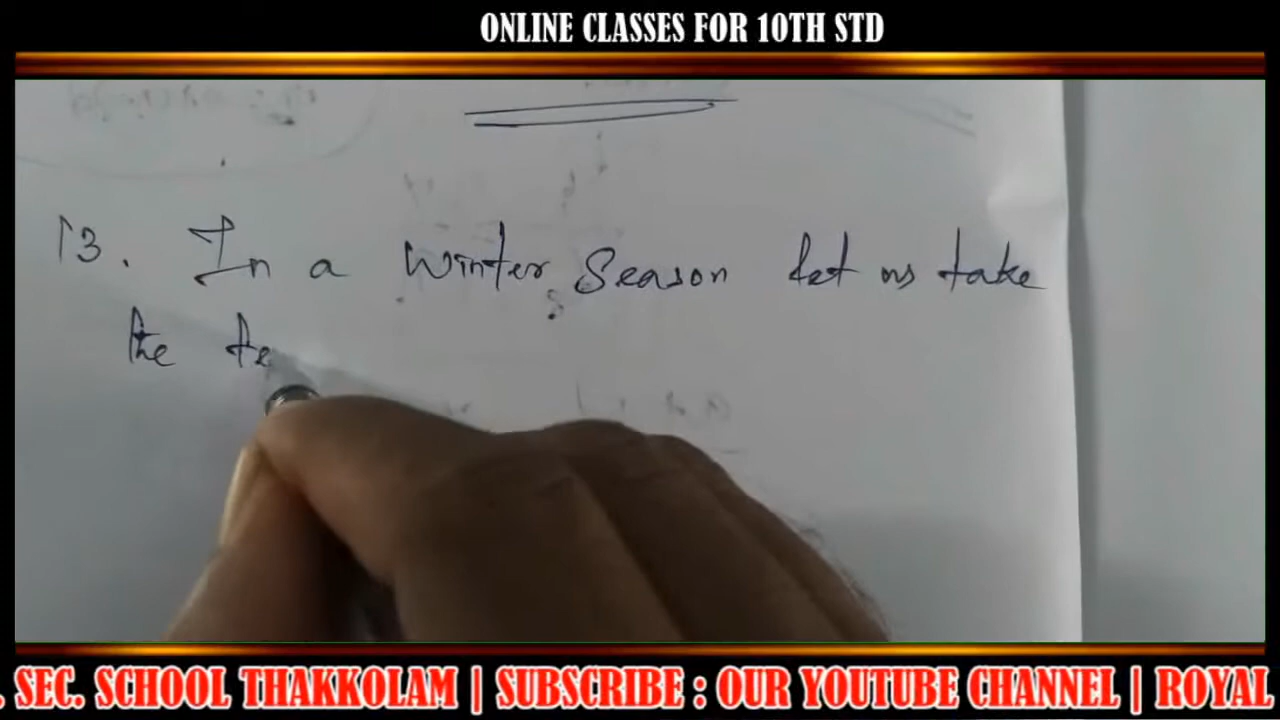 ONLINE CLASSES FOR 10TH STD
13. In a Winter Season let us take
the te
. SEC. SCHOOL THAKKOLAM | SUBSCRIBE : OUR YOUTUBE CHANNEL | ROYAL